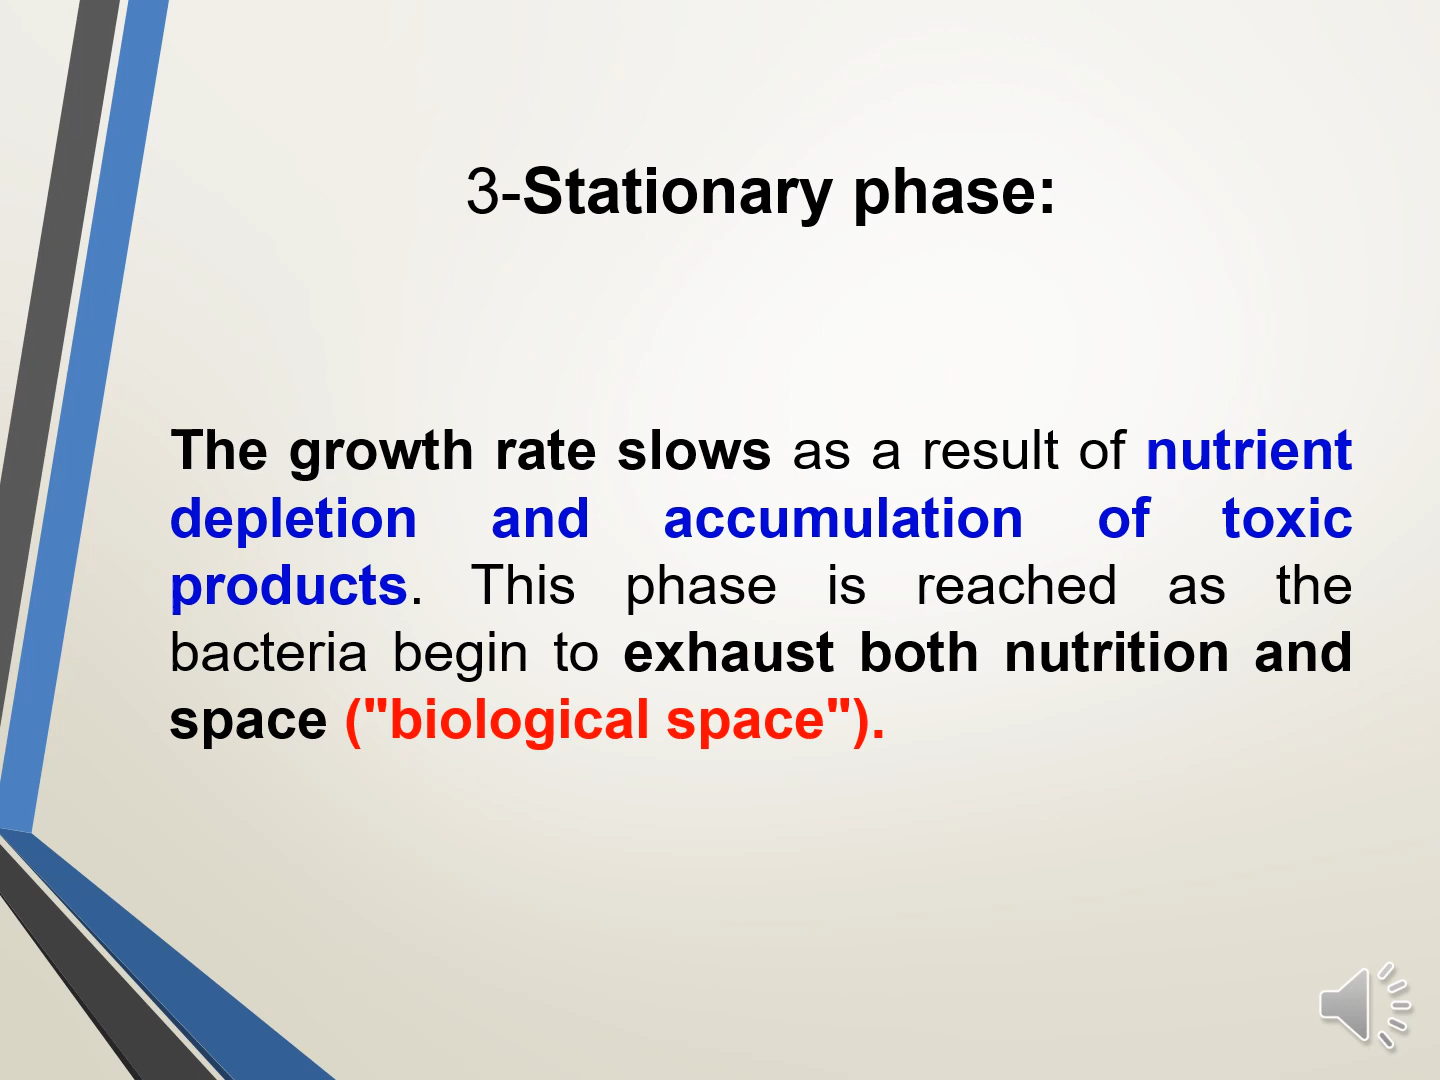 3-Stationary phase:
The growth rate slows as a result of nutrient
depletion and accumulation of toxic
products. This phase is reached as the
bacteria begin to exhaust both nutrition and
space ("biological space").